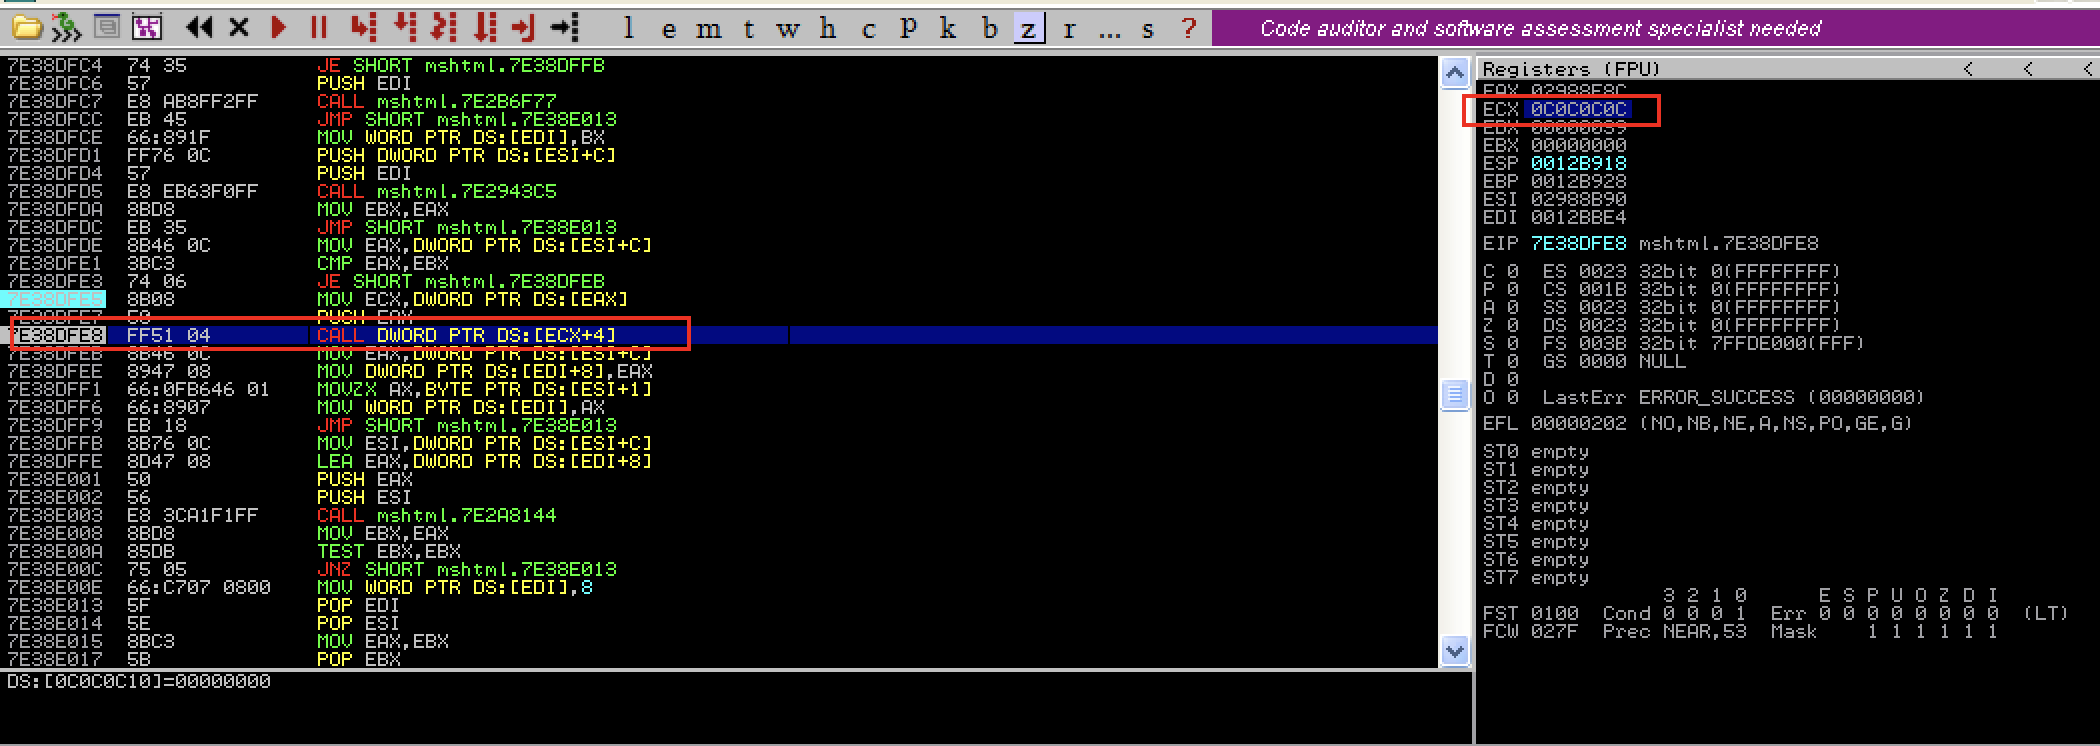 l e m t w h c P k b z r ... s ? Code auditor and software assessment specialist needed
7E38DFC4 74 35 JE SHORT mshtml.7E38DFFB
7E38DFC6 57 PUSH EDI
7E38DFC7 E8 AB8FF2FF CALL mshtml.7E2B6F77
7E38DFCC EB 45 JMP SHORT mshtml.7E38E013
7E38DFCE 66:891F MOV WORD PTR DS:[EDI],BX
7E38DFD1 FF76 0C PUSH DWORD PTR DS:[ESI+C]
7E38DFD4 57 PUSH EDI
7E38DFD5 E8 EB63F0FF CALL mshtml.7E2943C5
7E38DFDA 8BD8 MOV EBX,EAX
7E38DFDC EB 35 JMP SHORT mshtml.7E38E013
7E38DFDE 8B46 0C MOV EAX,DWORD PTR DS:[ESI+C]
7E38DFE1 3BC3 CMP EAX,EBX
7E38DFE3 74 06 JE SHORT mshtml.7E38DFEB
7E38DFE5 8B08 MOV ECX,DWORD PTR DS:[EAX]
7E38DFE7 50 PUSH EAX
7E38DFE8 FF51 04 CALL DWORD PTR DS:[ECX+4]
7E38DFEB 8B46 0C MOV EAX,DWORD PTR DS:[ESI+C]
7E38DFEE 8947 08 MOV DWORD PTR DS:[EDI+8],EAX
7E38DFF1 66:0FB646 01 MOVZX AX,BYTE PTR DS:[ESI+1]
7E38DFF6 66:8907 MOV WORD PTR DS:[EDI],AX
7E38DFF9 EB 18 JMP SHORT mshtml.7E38E013
7E38DFFB 8B76 0C MOV ESI,DWORD PTR DS:[ESI+C]
7E38DFFE 8D47 08 LEA EAX,DWORD PTR DS:[EDI+8]
7E38E001 50 PUSH EAX
7E38E002 56 PUSH ESI
7E38E003 E8 3CA1F1FF CALL mshtml.7E2A8144
7E38E008 8BD8 MOV EBX,EAX
7E38E00A 85DB TEST EBX,EBX
7E38E00C 75 05 JNZ SHORT mshtml.7E38E013
7E38E00E 66:C707 0800 MOV WORD PTR DS:[EDI],8
7E38E013 5F POP EDI
7E38E014 5E POP ESI
7E38E015 8BC3 MOV EAX,EBX
7E38E017 5B POP EBX
DS:[0C0C0C10]=00000000
Registers (FPU) < < <
EAX 02988E8C
ECX 0C0C0C0C
EDX 00000059
EBX 00000000
ESP 0012B918
EBP 0012B928
ESI 02988B90
EDI 0012BBE4
EIP 7E38DFE8 mshtml.7E38DFE8
C 0 ES 0023 32bit 0(FFFFFFFF)
P 0 CS 001B 32bit 0(FFFFFFFF)
A 0 SS 0023 32bit 0(FFFFFFFF)
Z 0 DS 0023 32bit 0(FFFFFFFF)
S 0 FS 003B 32bit 7FFDE000(FFF)
T 0 GS 0000 NULL
D 0
O 0 LastErr ERROR_SUCCESS (00000000)
EFL 00000202 (NO,NB,NE,A,NS,PO,GE,G)
ST0 empty
ST1 empty
ST2 empty
ST3 empty
ST4 empty
ST5 empty
ST6 empty
ST7 empty
3 2 1 0 E S P U O Z D I
FST 0100 Cond 0 0 0 1 Err 0 0 0 0 0 0 0 0 (LT)
FCW 027F Prec NEAR,53 Mask 1 1 1 1 1 1